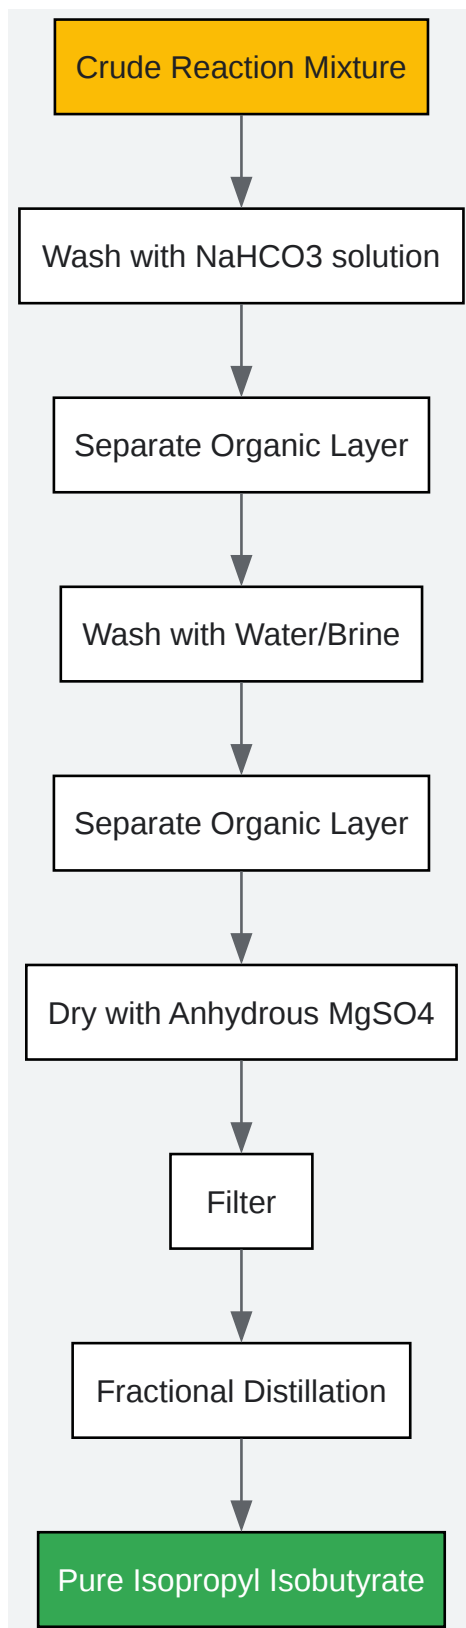 Crude Reaction Mixture
Wash with NaHCO3 solution
Separate Organic Layer
Wash with Water/Brine
Separate Organic Layer
Dry with Anhydrous MgSO4
Filter
Fractional Distillation
Pure Isopropyl Isobutyrate